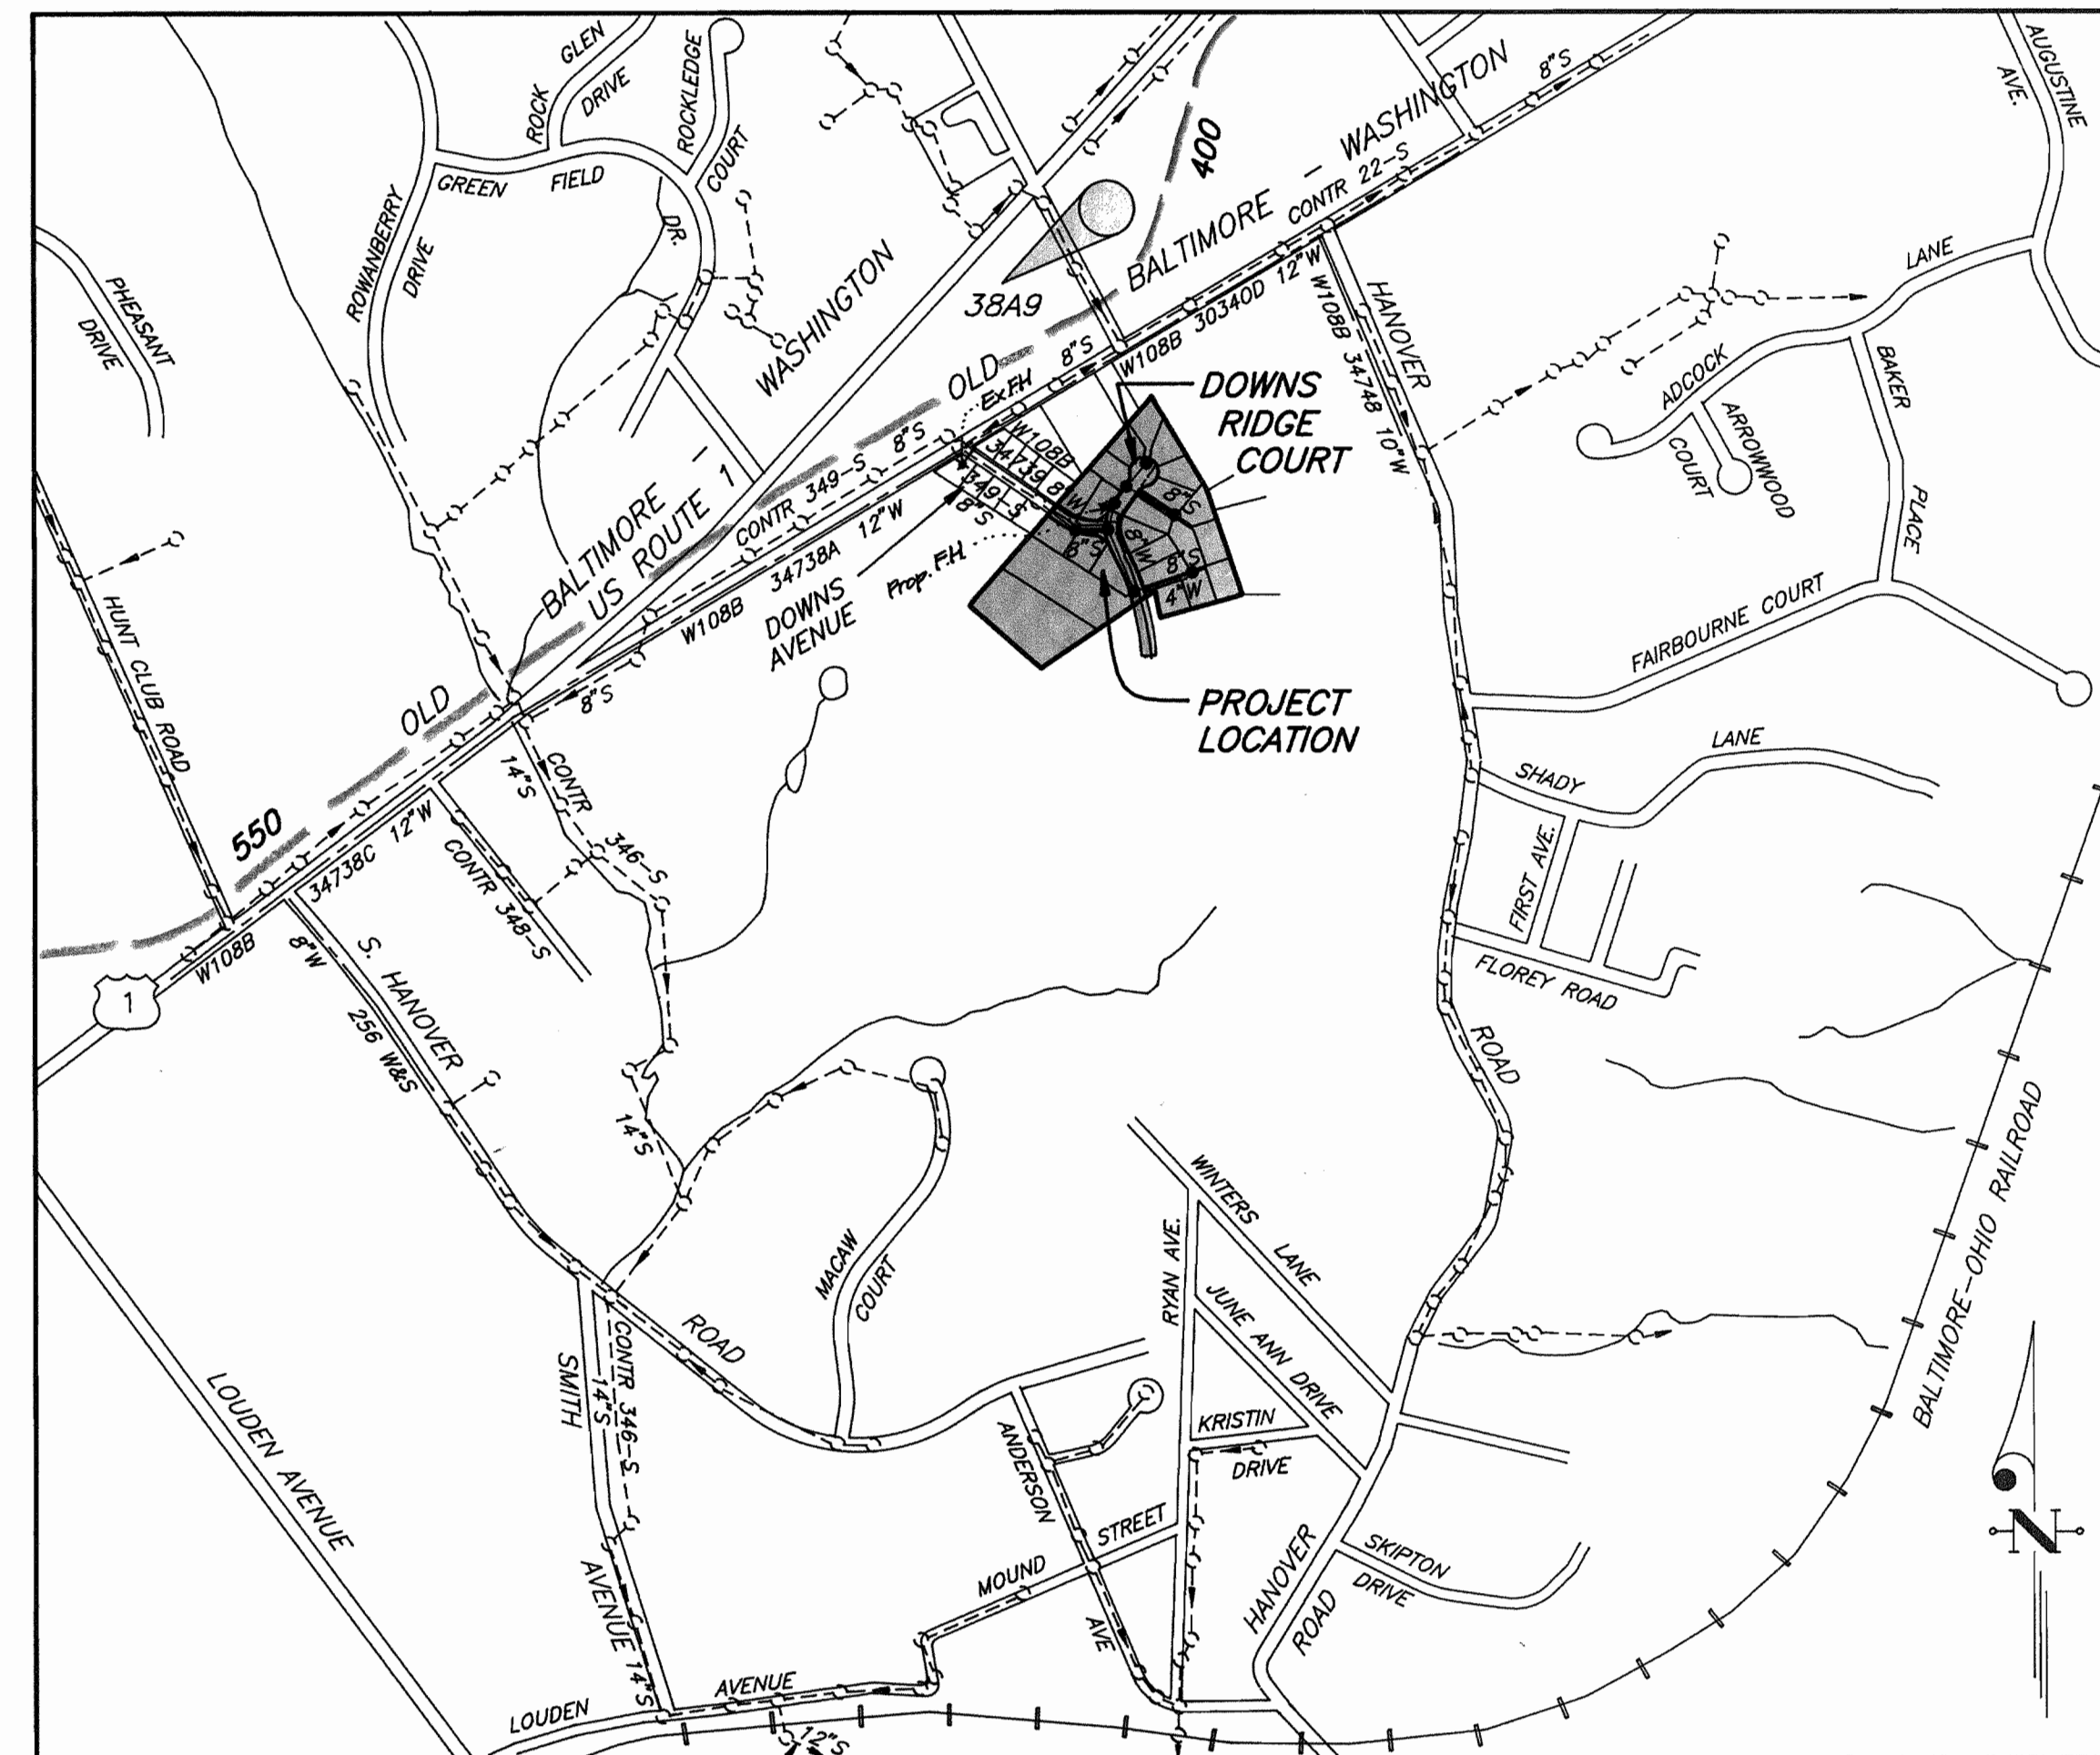 ROCK GLEN
DRIVE
ROCKLEDGE
COURT
GREEN FIELD
DR.
ROWANBERRY
DRIVE
PHEASANT
DRIVE
WASHINGTON
BALTIMORE –
US ROUTE 1
400
38A9
OLD
BALTIMORE – WASHINGTON
CONTR 22-S
8"S
AUGUSTINE
AVE.
LANE
ADCOCK
ARROWWOOD
COURT
BAKER
PLACE
HANOVER
W108B 34748 10"W
W108B 30340D 12"W
8"S
Ex FH
DOWNS
RIDGE
COURT
W108B
34739 8"W
349-S
8"S
8"S
8"W
8"S
8"S
4"W
Prop. F.H.
CONTR 349-S 8"S
W108B 34738A 12"W
DOWNS
AVENUE
PROJECT
LOCATION
FAIRBOURNE COURT
HUNT CLUB ROAD
OLD
550
8"S
14"S
CONTR 346-S
34738C 12"W
CONTR 348-S
W108B
8"W
1
S. HANOVER
256 W&S
14"S
SHADY LANE
FIRST AVE.
FLOREY ROAD
ROAD
BALTIMORE-OHIO RAILROAD
WINTERS
LANE
RYAN AVE.
JUNE ANN DRIVE
MACAW
COURT
ROAD
SMITH
CONTR 346-S
14"S
AVENUE 14"S
LOUDEN AVENUE
ANDERSON
AVE
KRISTIN
DRIVE
MOUND STREET
HANOVER
ROAD
SKIPTON
DRIVE
LOUDEN AVENUE
12"S
N